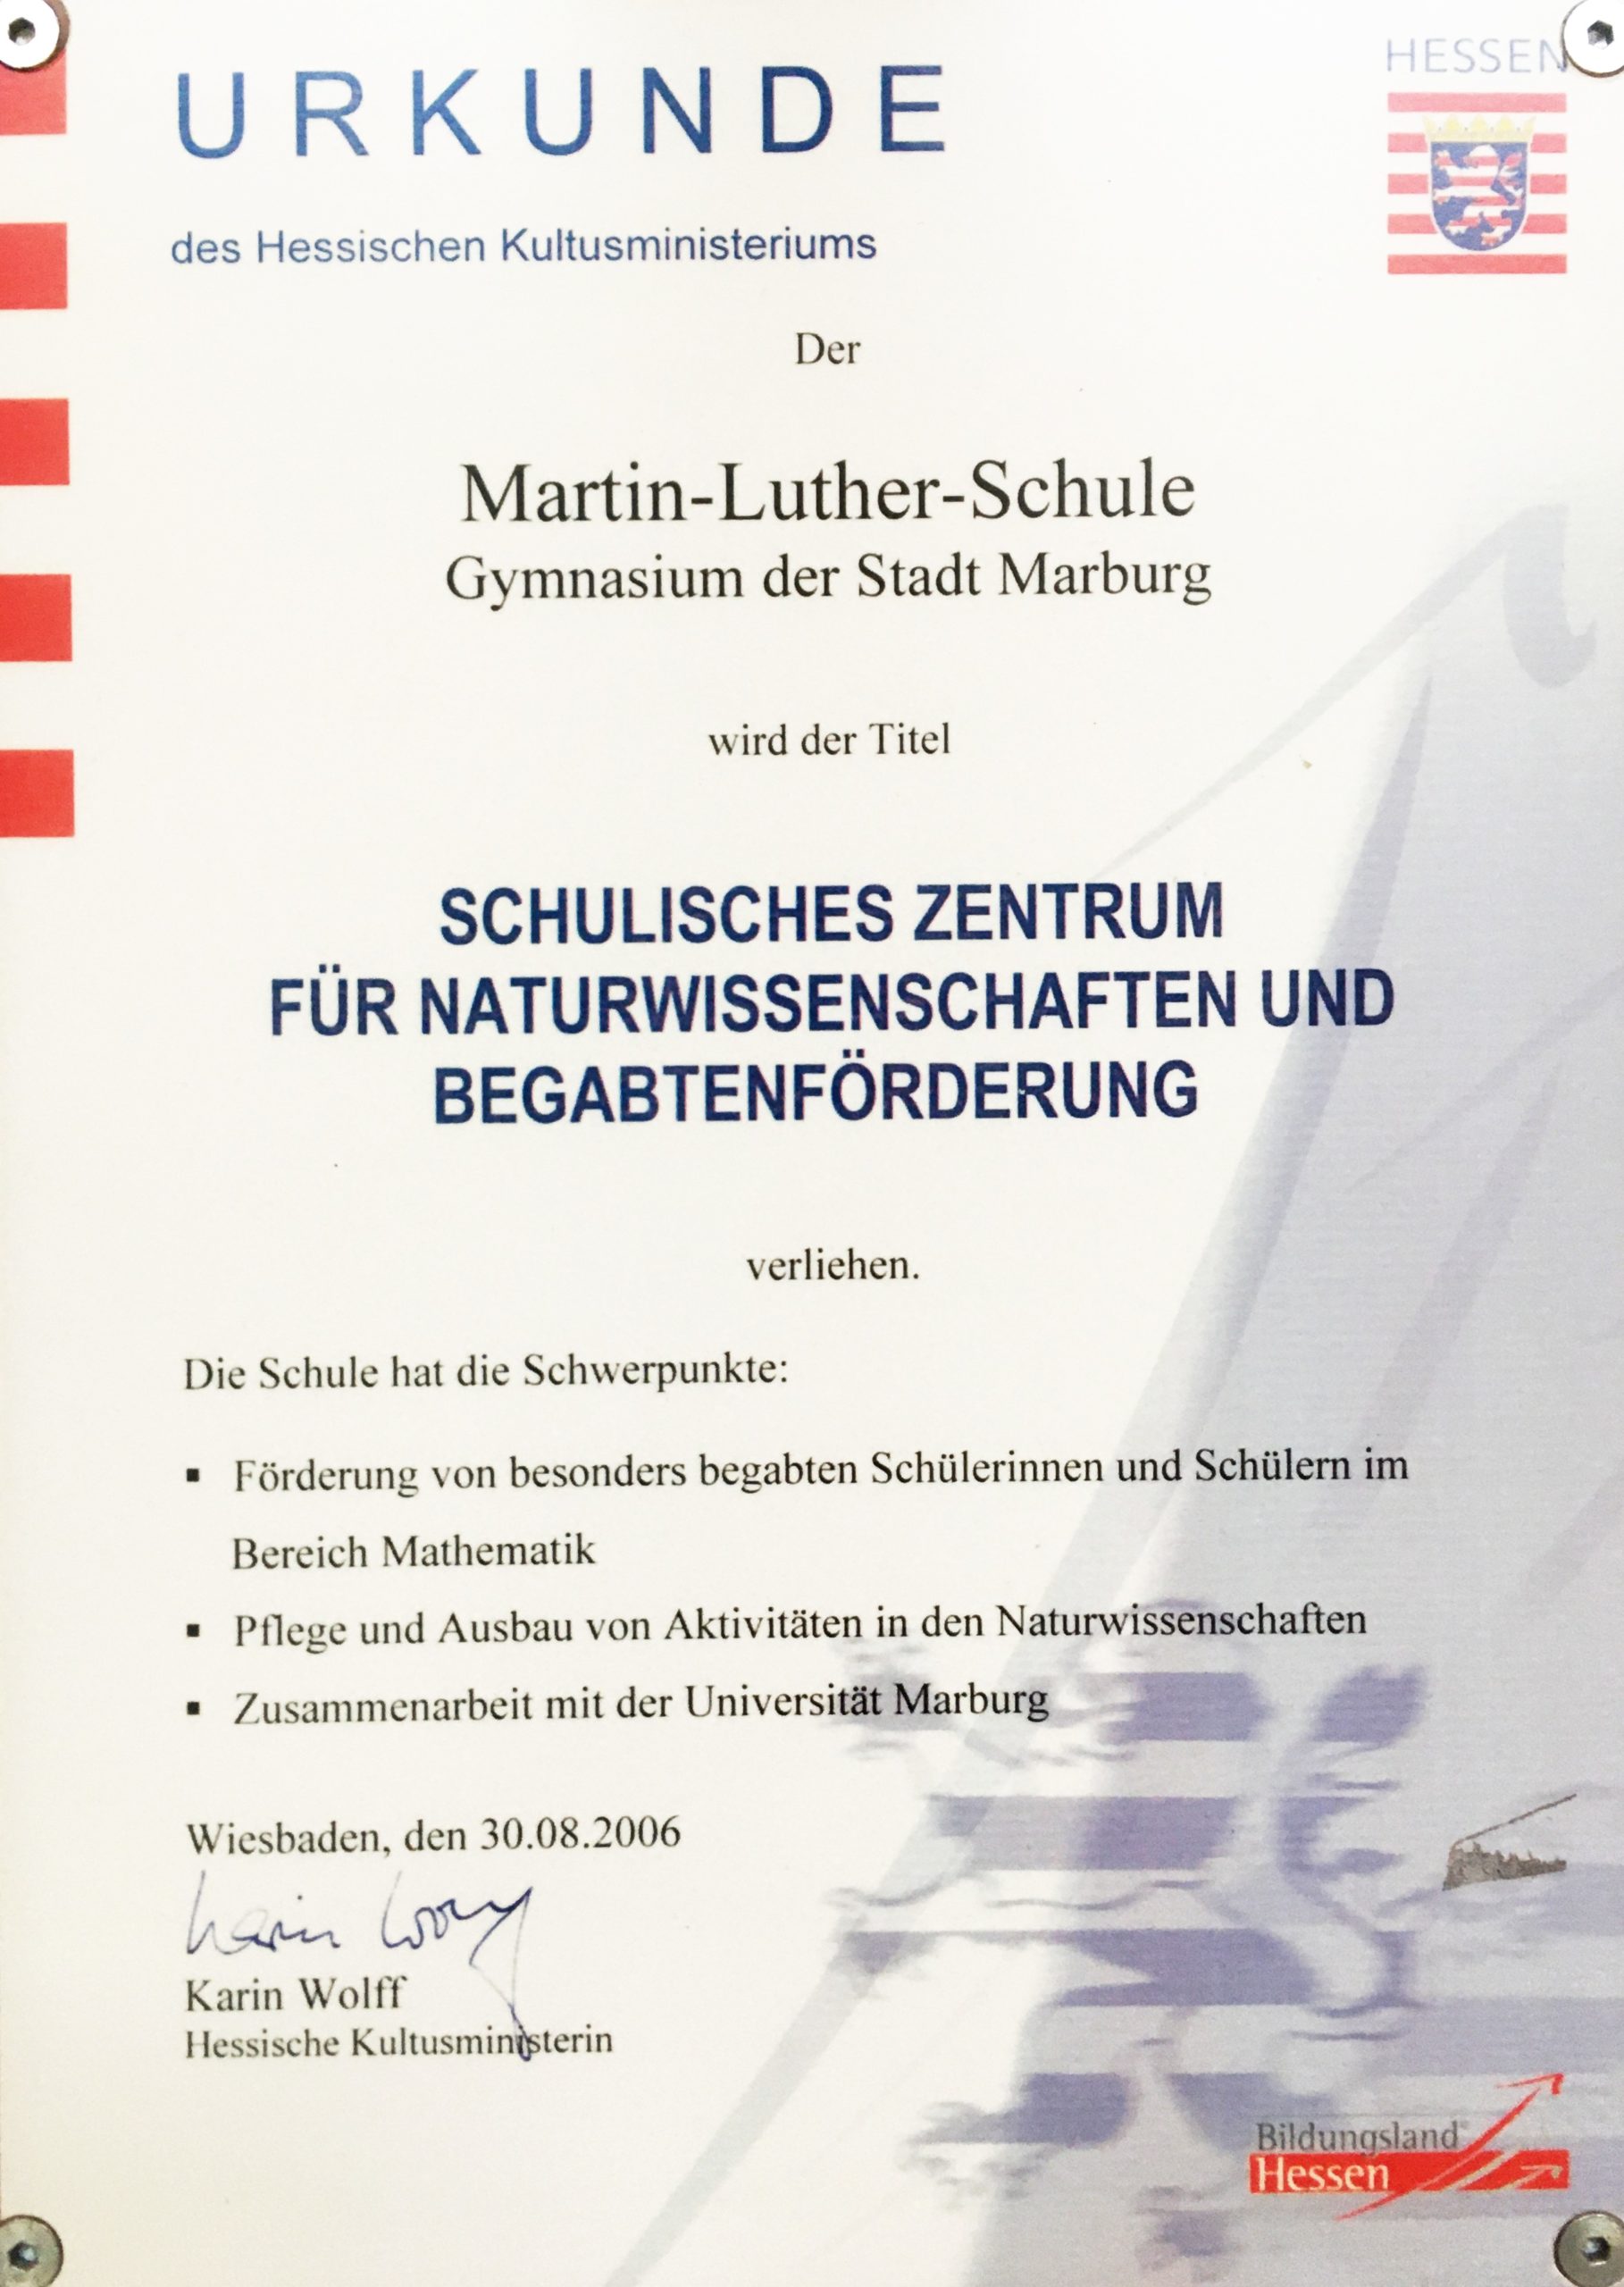 HESSEN
URKUNDE
des Hessischen Kultusministeriums
Der
Martin-Luther-Schule
Gymnasium der Stadt Marburg
wird der Titel
SCHULISCHES ZENTRUM
FÜR NATURWISSENSCHAFTEN UND
BEGABTENFÖRDERUNG
verliehen.
Die Schule hat die Schwerpunkte:
▪ Förderung von besonders begabten Schülerinnen und Schülern im
Bereich Mathematik
▪ Pflege und Ausbau von Aktivitäten in den Naturwissenschaften
▪ Zusammenarbeit mit der Universität Marburg
Wiesbaden, den 30.08.2006
Karin Wolff
Karin Wolff
Hessische Kultusministerin
Bildungsland
Hessen